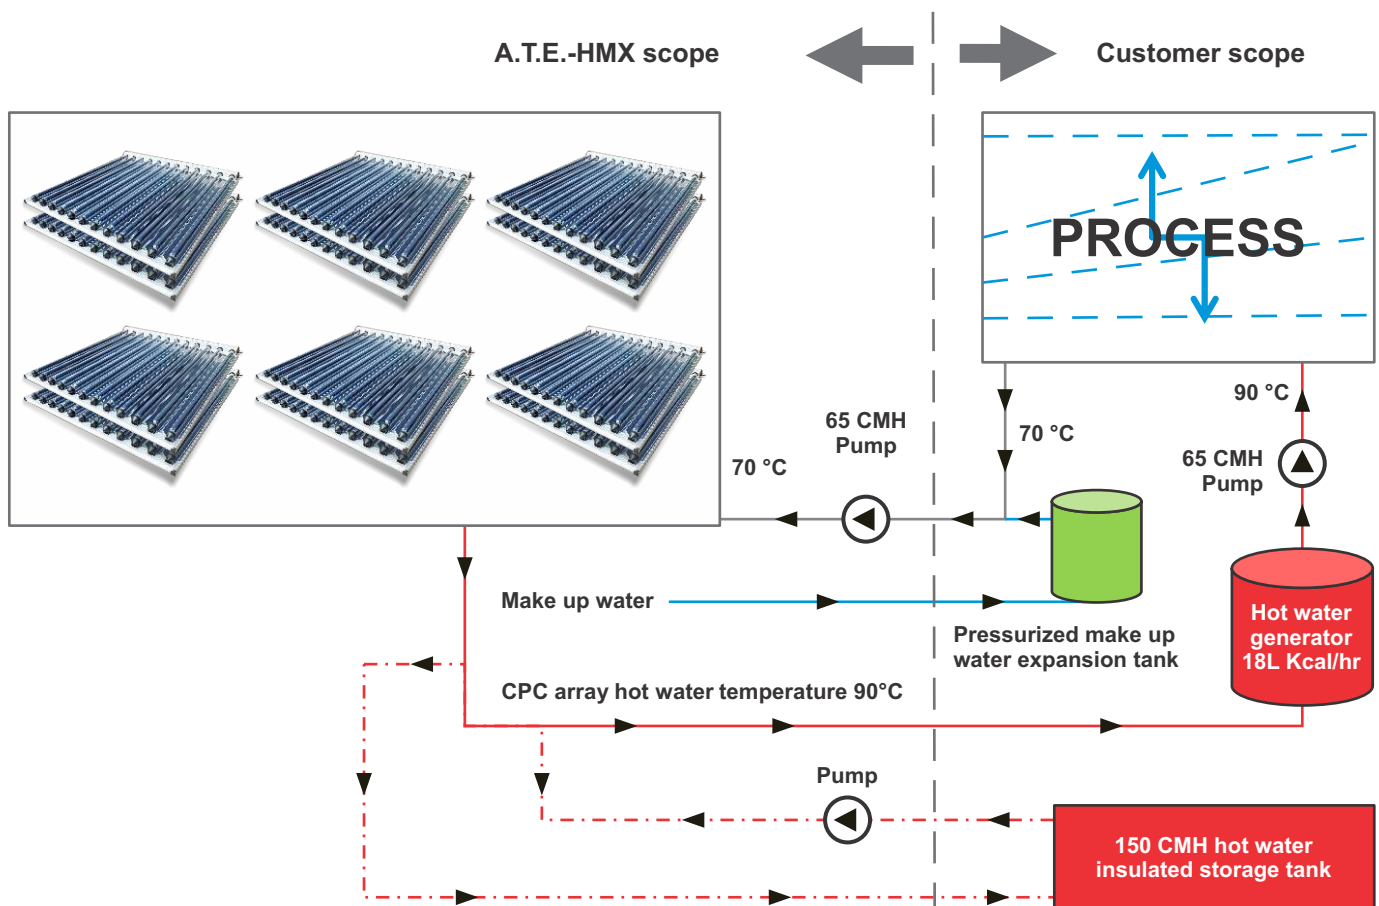 A.T.E.-HMX scope
Customer scope
PROCESS
90 °C
65 CMH
Pump
70 °C
70 °C
65 CMH
Pump
Make up water
Pressurized make up
water expansion tank
Hot water
generator
18L Kcal/hr
CPC array hot water temperature 90°C
Pump
150 CMH hot water
insulated storage tank